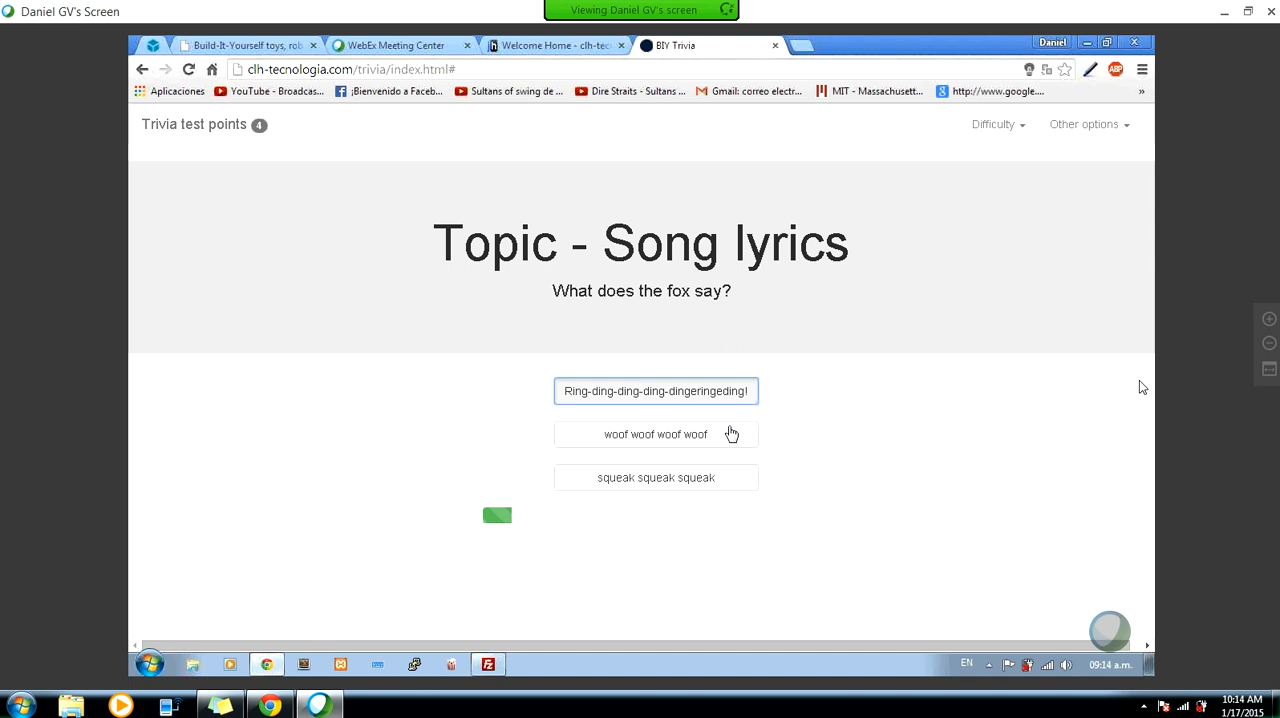 Daniel GV's Screen
Viewing Daniel GV's screen
Build-It-Yourself toys, rob
WebEx Meeting Center
Welcome Home - clh-tec
BIY Trivia
Daniel
clh-tecnologia.com/trivia/index.html#
ABP
Aplicaciones
YouTube - Broadcas...
¡Bienvenido a Faceb...
Sultans of swing de ...
Dire Straits - Sultans ...
Gmail: correo electr...
MIT - Massachusett...
http://www.google....
»
Trivia test points 4
Difficulty
Other options
Topic - Song lyrics
What does the fox say?
Ring-ding-ding-ding-dingeringeding!
woof woof woof woof
squeak squeak squeak
EN
09:14 a.m.
10:14 AM
1/17/2015